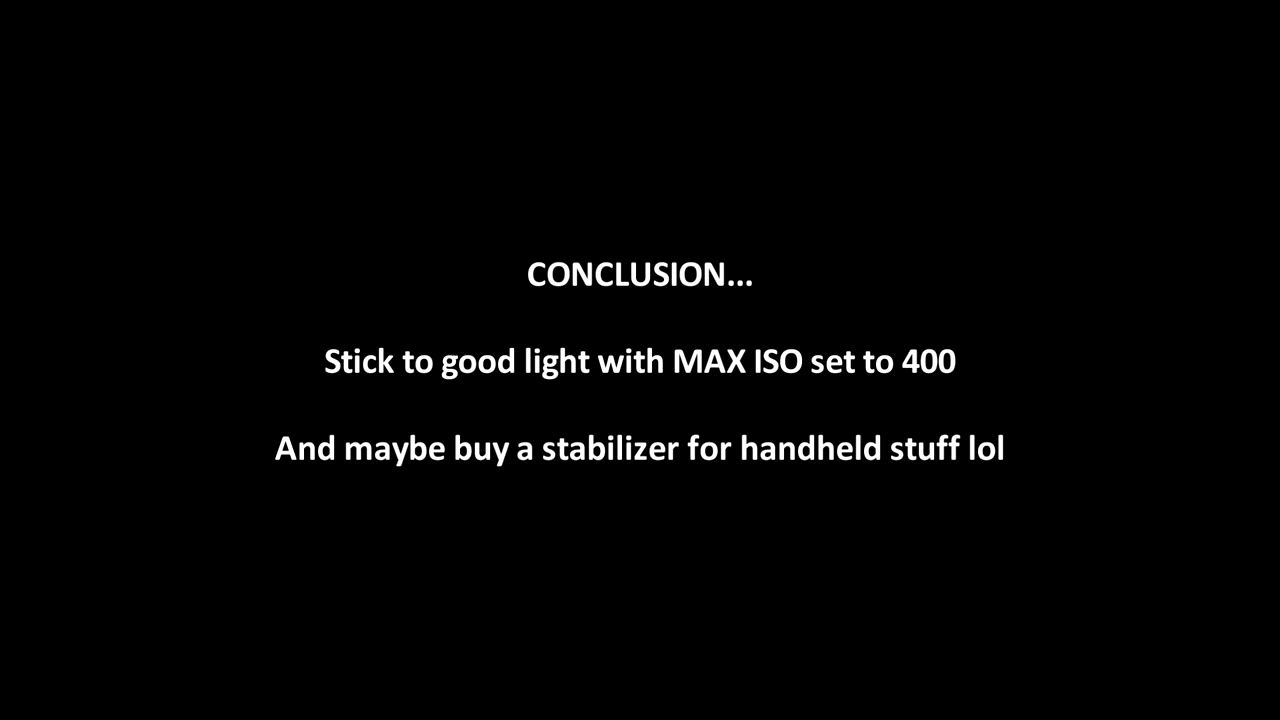 CONCLUSION...
Stick to good light with MAX ISO set to 400
And maybe buy a stabilizer for handheld stuff lol